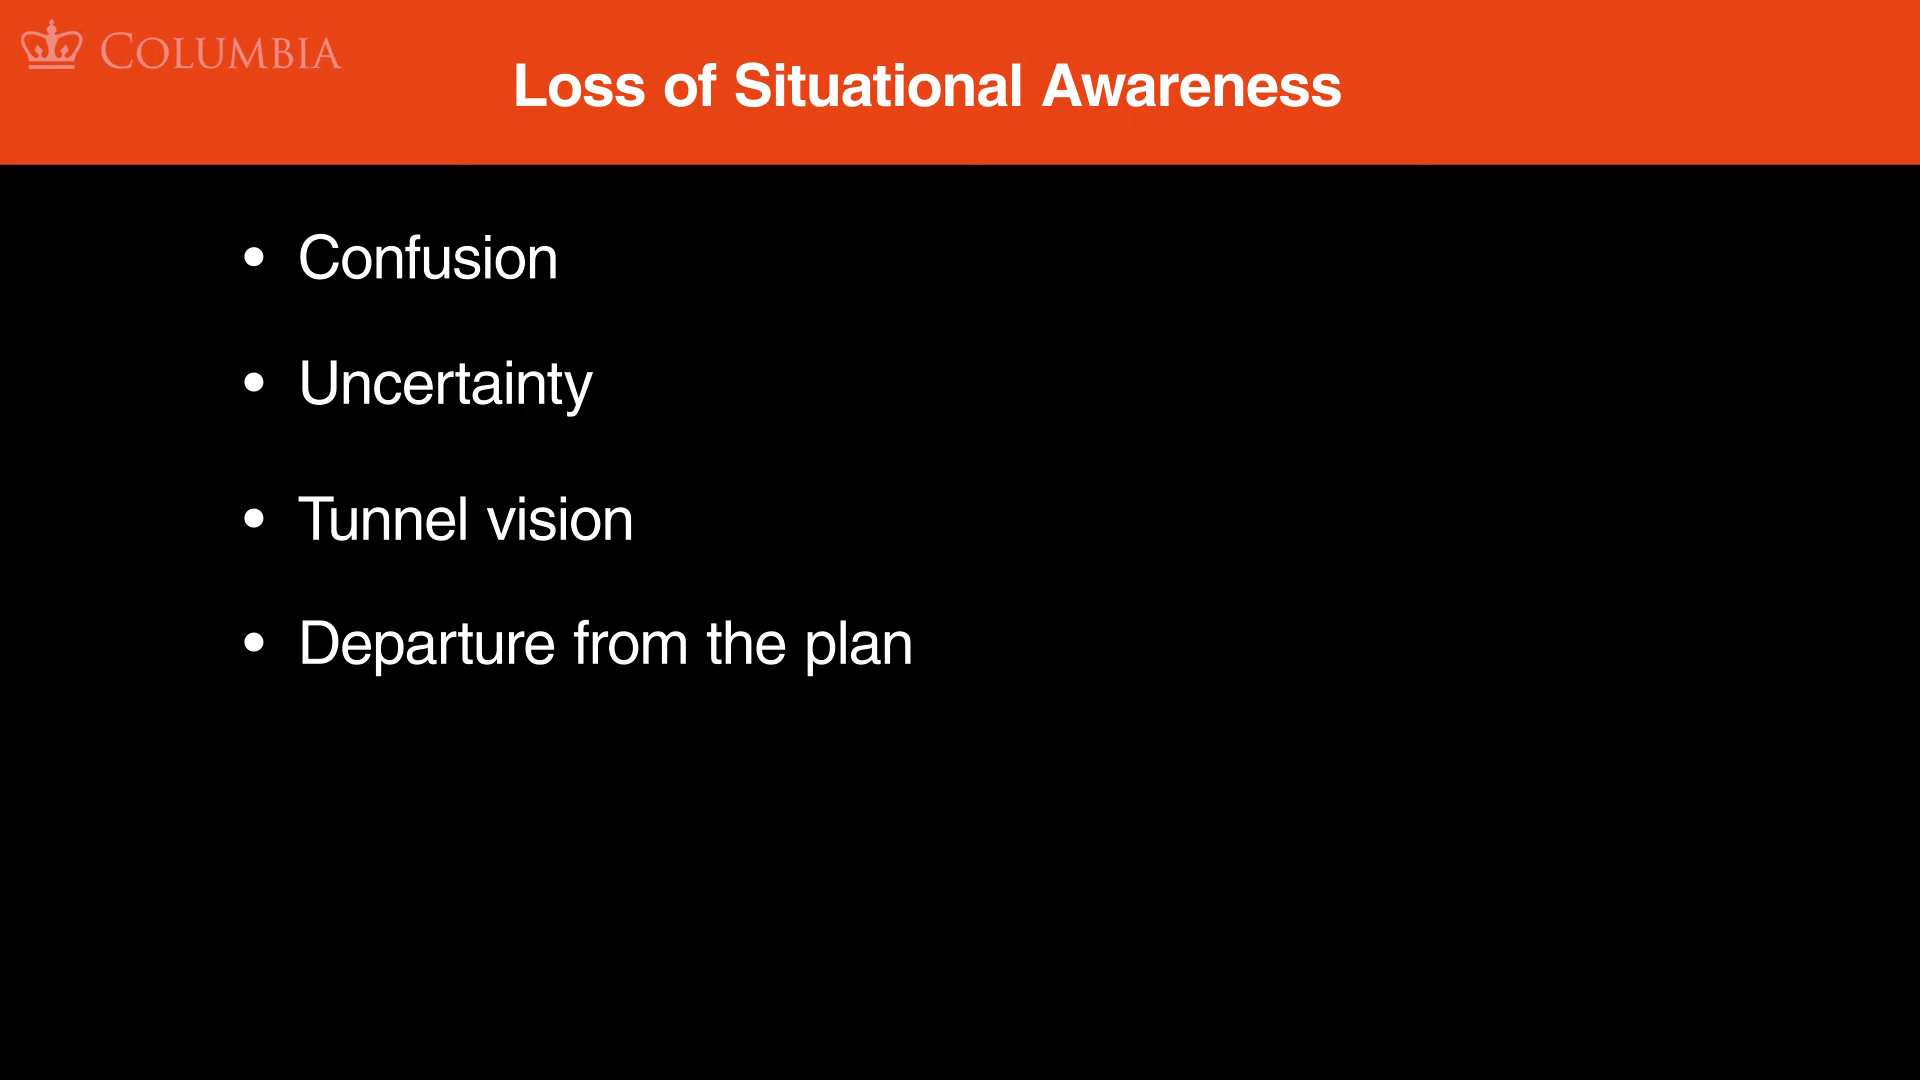 COLUMBIA
Loss of Situational Awareness
• Confusion
• Uncertainty
• Tunnel vision
• Departure from the plan